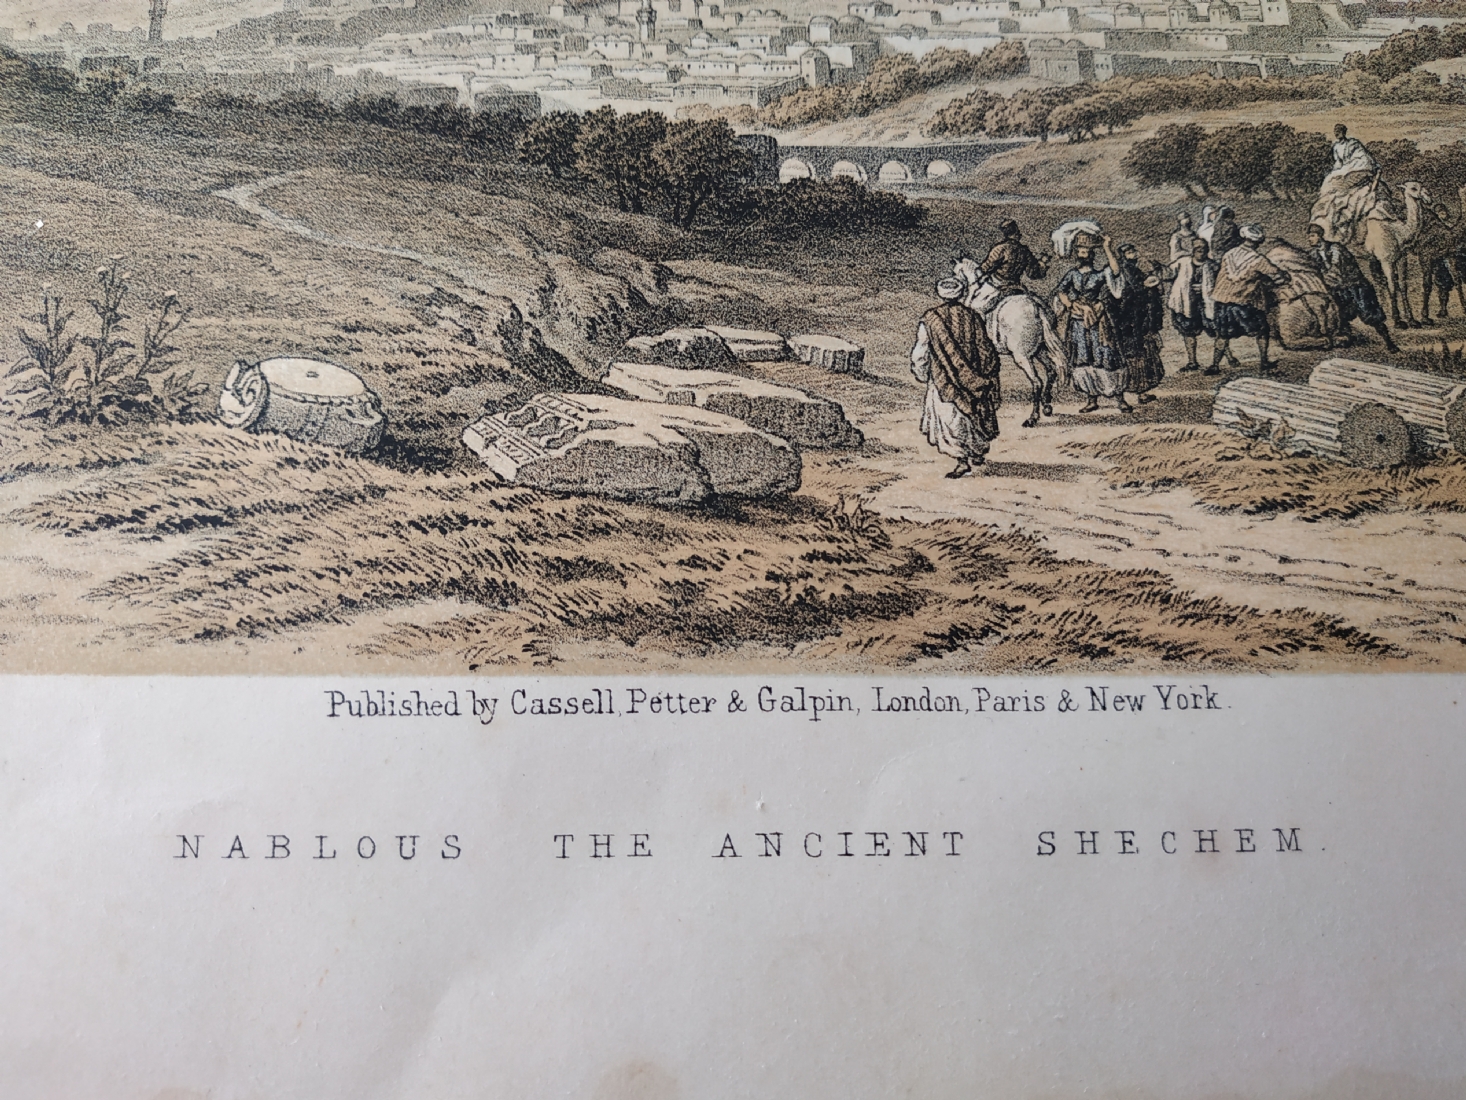 Published by Cassell, Petter & Galpin, London, Paris & New York.
NABLOUS THE ANCIENT SHECHEM.